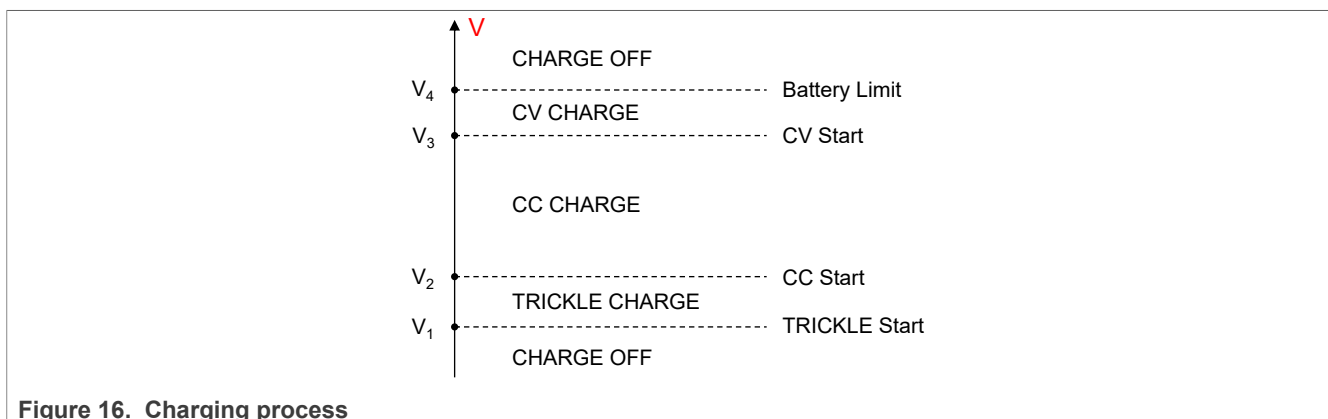 V
CHARGE OFF
V₄ Battery Limit
CV CHARGE
V₃ CV Start
CC CHARGE
V₂ CC Start
TRICKLE CHARGE
V₁ TRICKLE Start
CHARGE OFF
Figure 16. Charging process